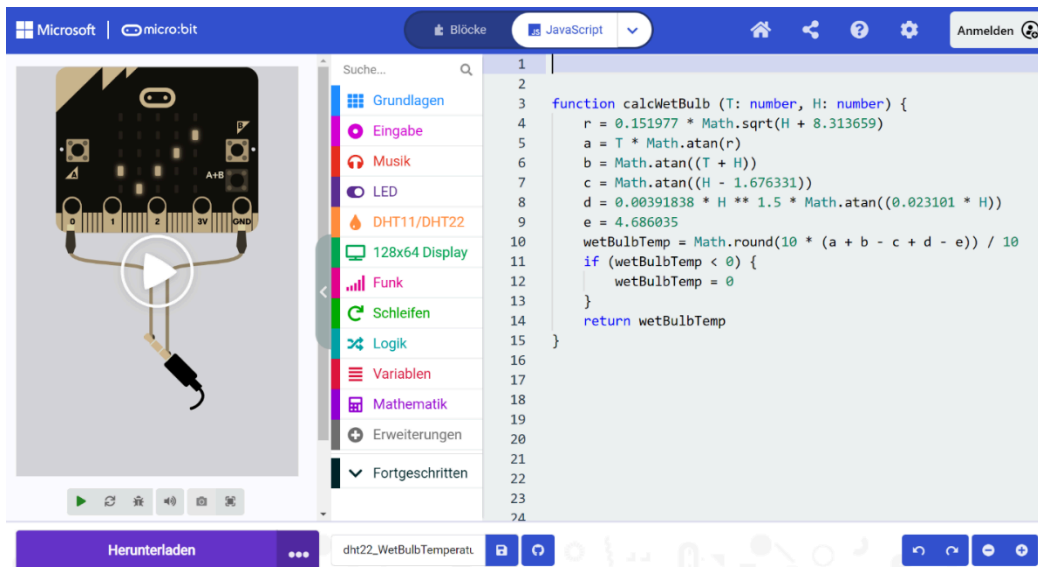 Microsoft
micro:bit
Blöcke
JavaScript
Anmelden
B
A
A+B
0
1
2
3V
GND
Suche...
Grundlagen
Eingabe
Musik
LED
DHT11/DHT22
128x64 Display
Funk
Schleifen
Logik
Variablen
Mathematik
Erweiterungen
Fortgeschritten
1
2
3 function calcWetBulb (T: number, H: number) {
4 r = 0.151977 * Math.sqrt(H + 8.313659)
5 a = T * Math.atan(r)
6 b = Math.atan((T + H))
7 c = Math.atan((H - 1.676331))
8 d = 0.00391838 * H ** 1.5 * Math.atan((0.023101 * H))
9 e = 4.686035
10 wetBulbTemp = Math.round(10 * (a + b - c + d - e)) / 10
11 if (wetBulbTemp < 0) {
12 wetBulbTemp = 0
13 }
14 return wetBulbTemp
15 }
16
17
18
19
20
21
22
23
24
Herunterladen
dht22_WetBulbTemperatu